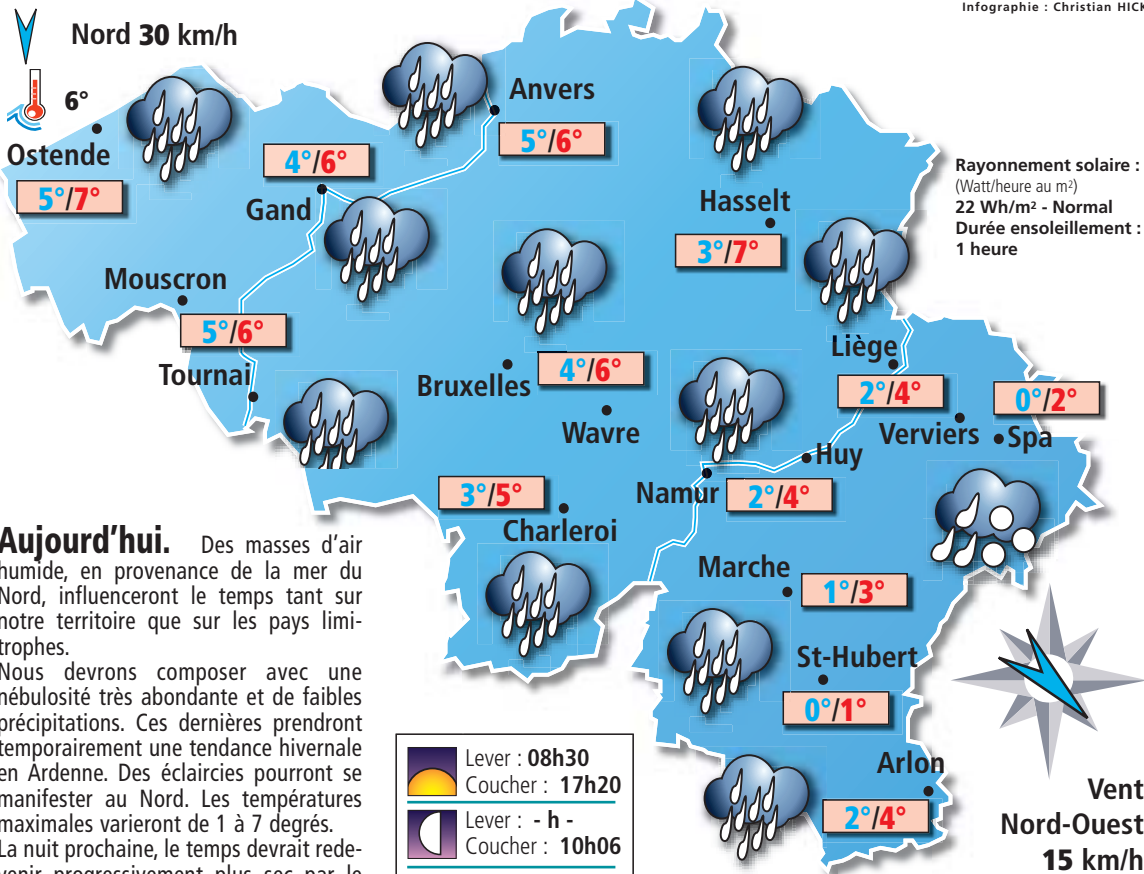 Infographie : Christian HICK
Nord 30 km/h
6°
Ostende
5°/7°
Anvers
5°/6°
4°/6°
Gand
Hasselt
3°/7°
Rayonnement solaire :
(Watt/heure au m²)
22 Wh/m² - Normal
Durée ensoleillement :
1 heure
Mouscron
5°/6°
Tournai
Bruxelles
4°/6°
Wavre
Liège
2°/4°
0°/2°
Verviers
Spa
Huy
Namur
2°/4°
3°/5°
Charleroi
Marche
1°/3°
St-Hubert
0°/1°
Arlon
2°/4°
Aujourd'hui. Des masses d'air
humide, en provenance de la mer du
Nord, influenceront le temps tant sur
notre territoire que sur les pays limi-
trophes.
Nous devrons composer avec une
nébulosité très abondante et de faibles
précipitations. Ces dernières prendront
temporairement une tendance hivernale
en Ardenne. Des éclaircies pourront se
manifester au Nord. Les températures
maximales varieront de 1 à 7 degrés.
La nuit prochaine, le temps devrait rede-
venir progressivement plus sec par le
Lever : 08h30
Coucher : 17h20
Lever : - h -
Coucher : 10h06
Vent
Nord-Ouest
15 km/h